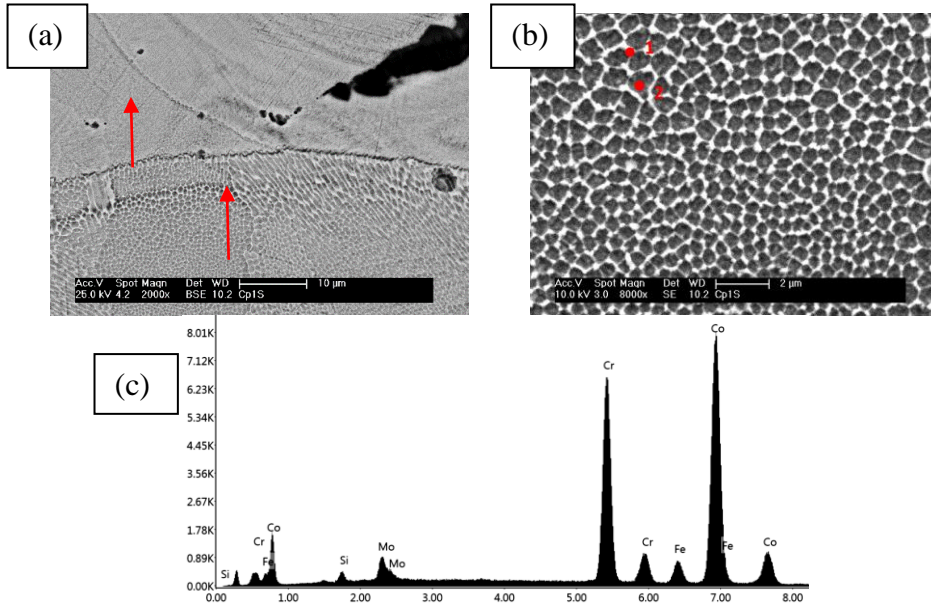 (a)
Acc.V Spot Magn Det WD 10 µm
25.0 kV 4.2 2000x BSE 10.2 Cp1S
(b)
1
2
Acc.V Spot Magn Det WD 2 µm
10.0 kV 3.0 8000x SE 10.2 Cp1S
(c)
8.01K
7.12K
6.23K
5.34K
4.45K
3.56K
2.67K
1.78K
0.89K
0.00K
Si
Cr
Fe
Co
Si
Mo
Mo
Cr
Cr
Fe
Co
Fe
Co
0.00 1.00 2.00 3.00 4.00 5.00 6.00 7.00 8.00